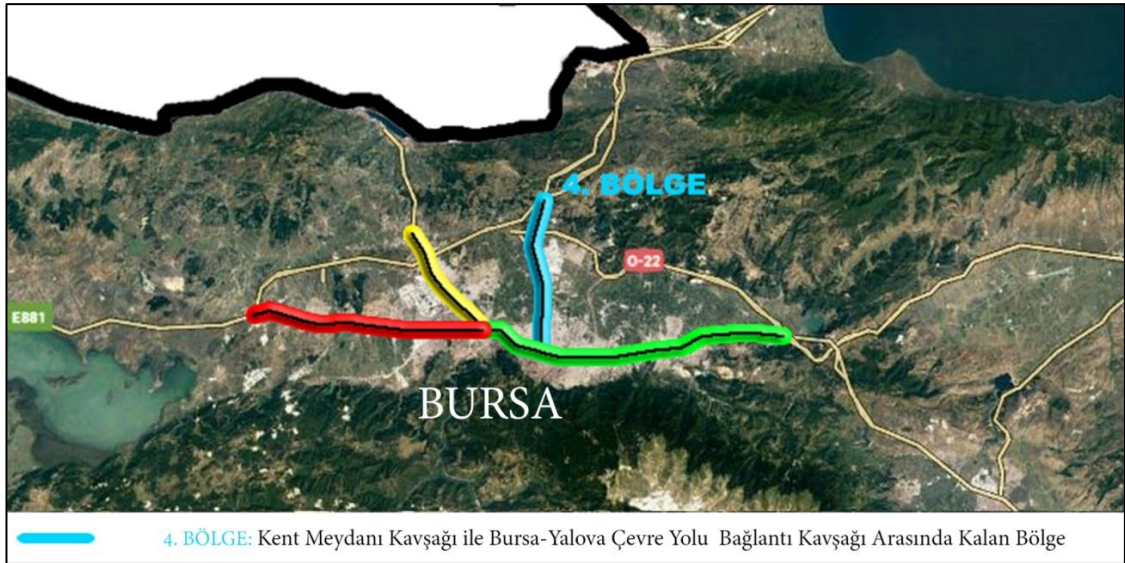 4. BÖLGE
O-22
E881
BURSA
4. BÖLGE: Kent Meydanı Kavşağı ile Bursa-Yalova Çevre Yolu Bağlantı Kavşağı Arasında Kalan Bölge